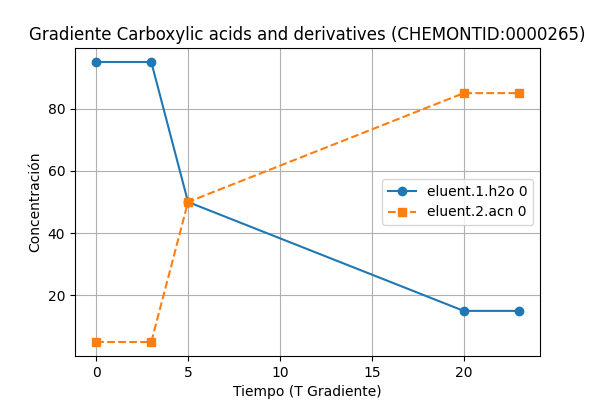 Gradiente Carboxylic acids and derivatives (CHEMONTID:0000265)
Concentración
80
60
40
20
eluent.1.h2o 0
eluent.2.acn 0
0 5 10 15 20
Tiempo (T Gradiente)